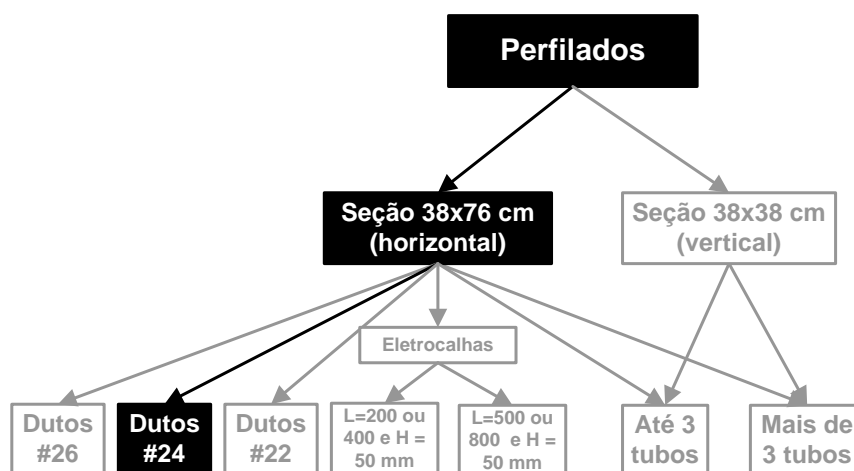 Perfilados
Seção 38x76 cm
(horizontal)
Seção 38x38 cm
(vertical)
Eletrocalhas
Dutos
#26
Dutos
#24
Dutos
#22
L=200 ou
400 e H =
50 mm
L=500 ou
800 e H =
50 mm
Até 3
tubos
Mais de
3 tubos